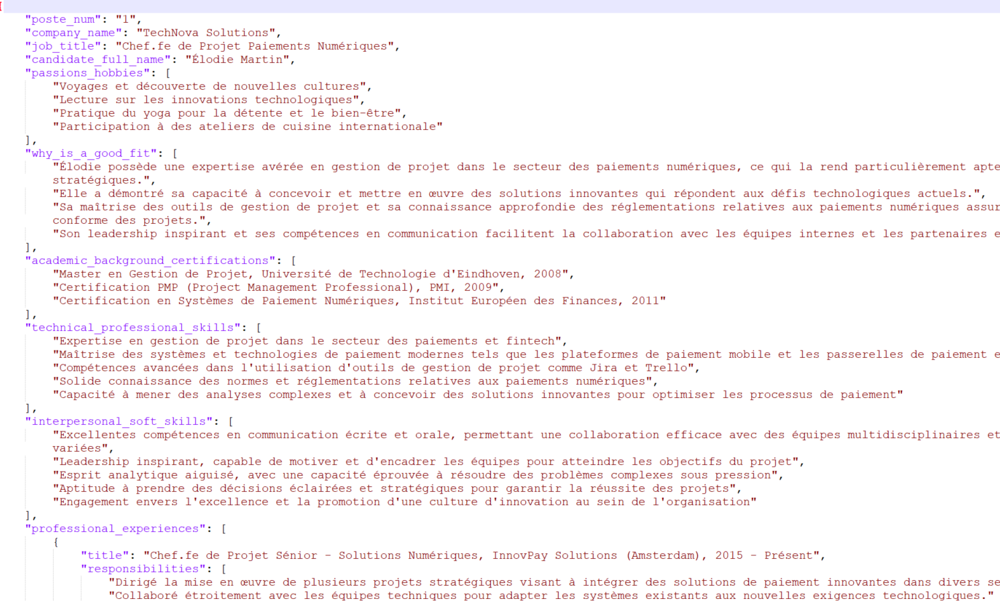 {
"poste_num": "1",
"company_name": "TechNova Solutions",
"job_title": "Chef.fe de Projet Paiements Numériques",
"candidate_full_name": "Élodie Martin",
"passions_hobbies": [
"Voyages et découverte de nouvelles cultures",
"Lecture sur les innovations technologiques",
"Pratique du yoga pour la détente et le bien-être",
"Participation à des ateliers de cuisine internationale"
],
"why_is_a_good_fit": [
"Élodie possède une expertise avérée en gestion de projet dans le secteur des paiements numériques, ce qui la rend particulièrement apte
stratégiques.",
"Elle a démontré sa capacité à concevoir et mettre en œuvre des solutions innovantes qui répondent aux défis technologiques actuels.",
"Sa maîtrise des outils de gestion de projet et sa connaissance approfondie des réglementations relatives aux paiements numériques assur
conforme des projets.",
"Son leadership inspirant et ses compétences en communication facilitent la collaboration avec les équipes internes et les partenaires e
],
"academic_background_certifications": [
"Master en Gestion de Projet, Université de Technologie d'Eindhoven, 2008",
"Certification PMP (Project Management Professional), PMI, 2009",
"Certification en Systèmes de Paiement Numériques, Institut Européen des Finances, 2011"
],
"technical_professional_skills": [
"Expertise en gestion de projet dans le secteur des paiements et fintech",
"Maîtrise des systèmes et technologies de paiement modernes tels que les plateformes de paiement mobile et les passerelles de paiement e
"Compétences avancées dans l'utilisation d'outils de gestion de projet comme Jira et Trello",
"Solide connaissance des normes et réglementations relatives aux paiements numériques",
"Capacité à mener des analyses complexes et à concevoir des solutions innovantes pour optimiser les processus de paiement"
],
"interpersonal_soft_skills": [
"Excellentes compétences en communication écrite et orale, permettant une collaboration efficace avec des équipes multidisciplinaires et
variées",
"Leadership inspirant, capable de motiver et d'encadrer les équipes pour atteindre les objectifs du projet",
"Esprit analytique aiguisé, avec une capacité éprouvée à résoudre des problèmes complexes sous pression",
"Aptitude à prendre des décisions éclairées et stratégiques pour garantir la réussite des projets",
"Engagement envers l'excellence et la promotion d'une culture d'innovation au sein de l'organisation"
],
"professional_experiences": [
{
"title": "Chef.fe de Projet Sénior - Solutions Numériques, InnovPay Solutions (Amsterdam), 2015 - Présent",
"responsibilities": [
"Dirigé la mise en œuvre de plusieurs projets stratégiques visant à intégrer des solutions de paiement innovantes dans divers se
"Collaboré étroitement avec les équipes techniques pour adapter les systèmes existants aux nouvelles exigences technologiques."